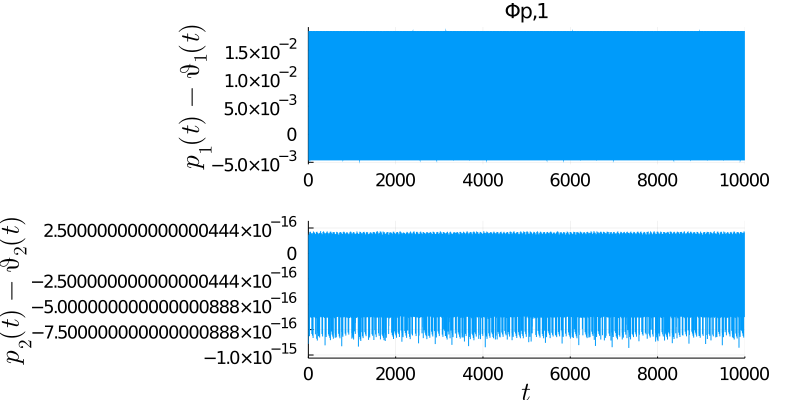 Φp,1
p₁(t) − ϑ₁(t)
1.5×10⁻²
1.0×10⁻²
5.0×10⁻³
0
−5.0×10⁻³
0 2000 4000 6000 8000 10000
p₂(t) − ϑ₂(t)
2.5000000000000000444×10⁻¹⁶
0
−2.5000000000000000444×10⁻¹⁶
−5.0000000000000000888×10⁻¹⁶
−7.5000000000000000888×10⁻¹⁶
−1.0×10⁻¹⁵
0 2000 4000 6000 8000 10000
t